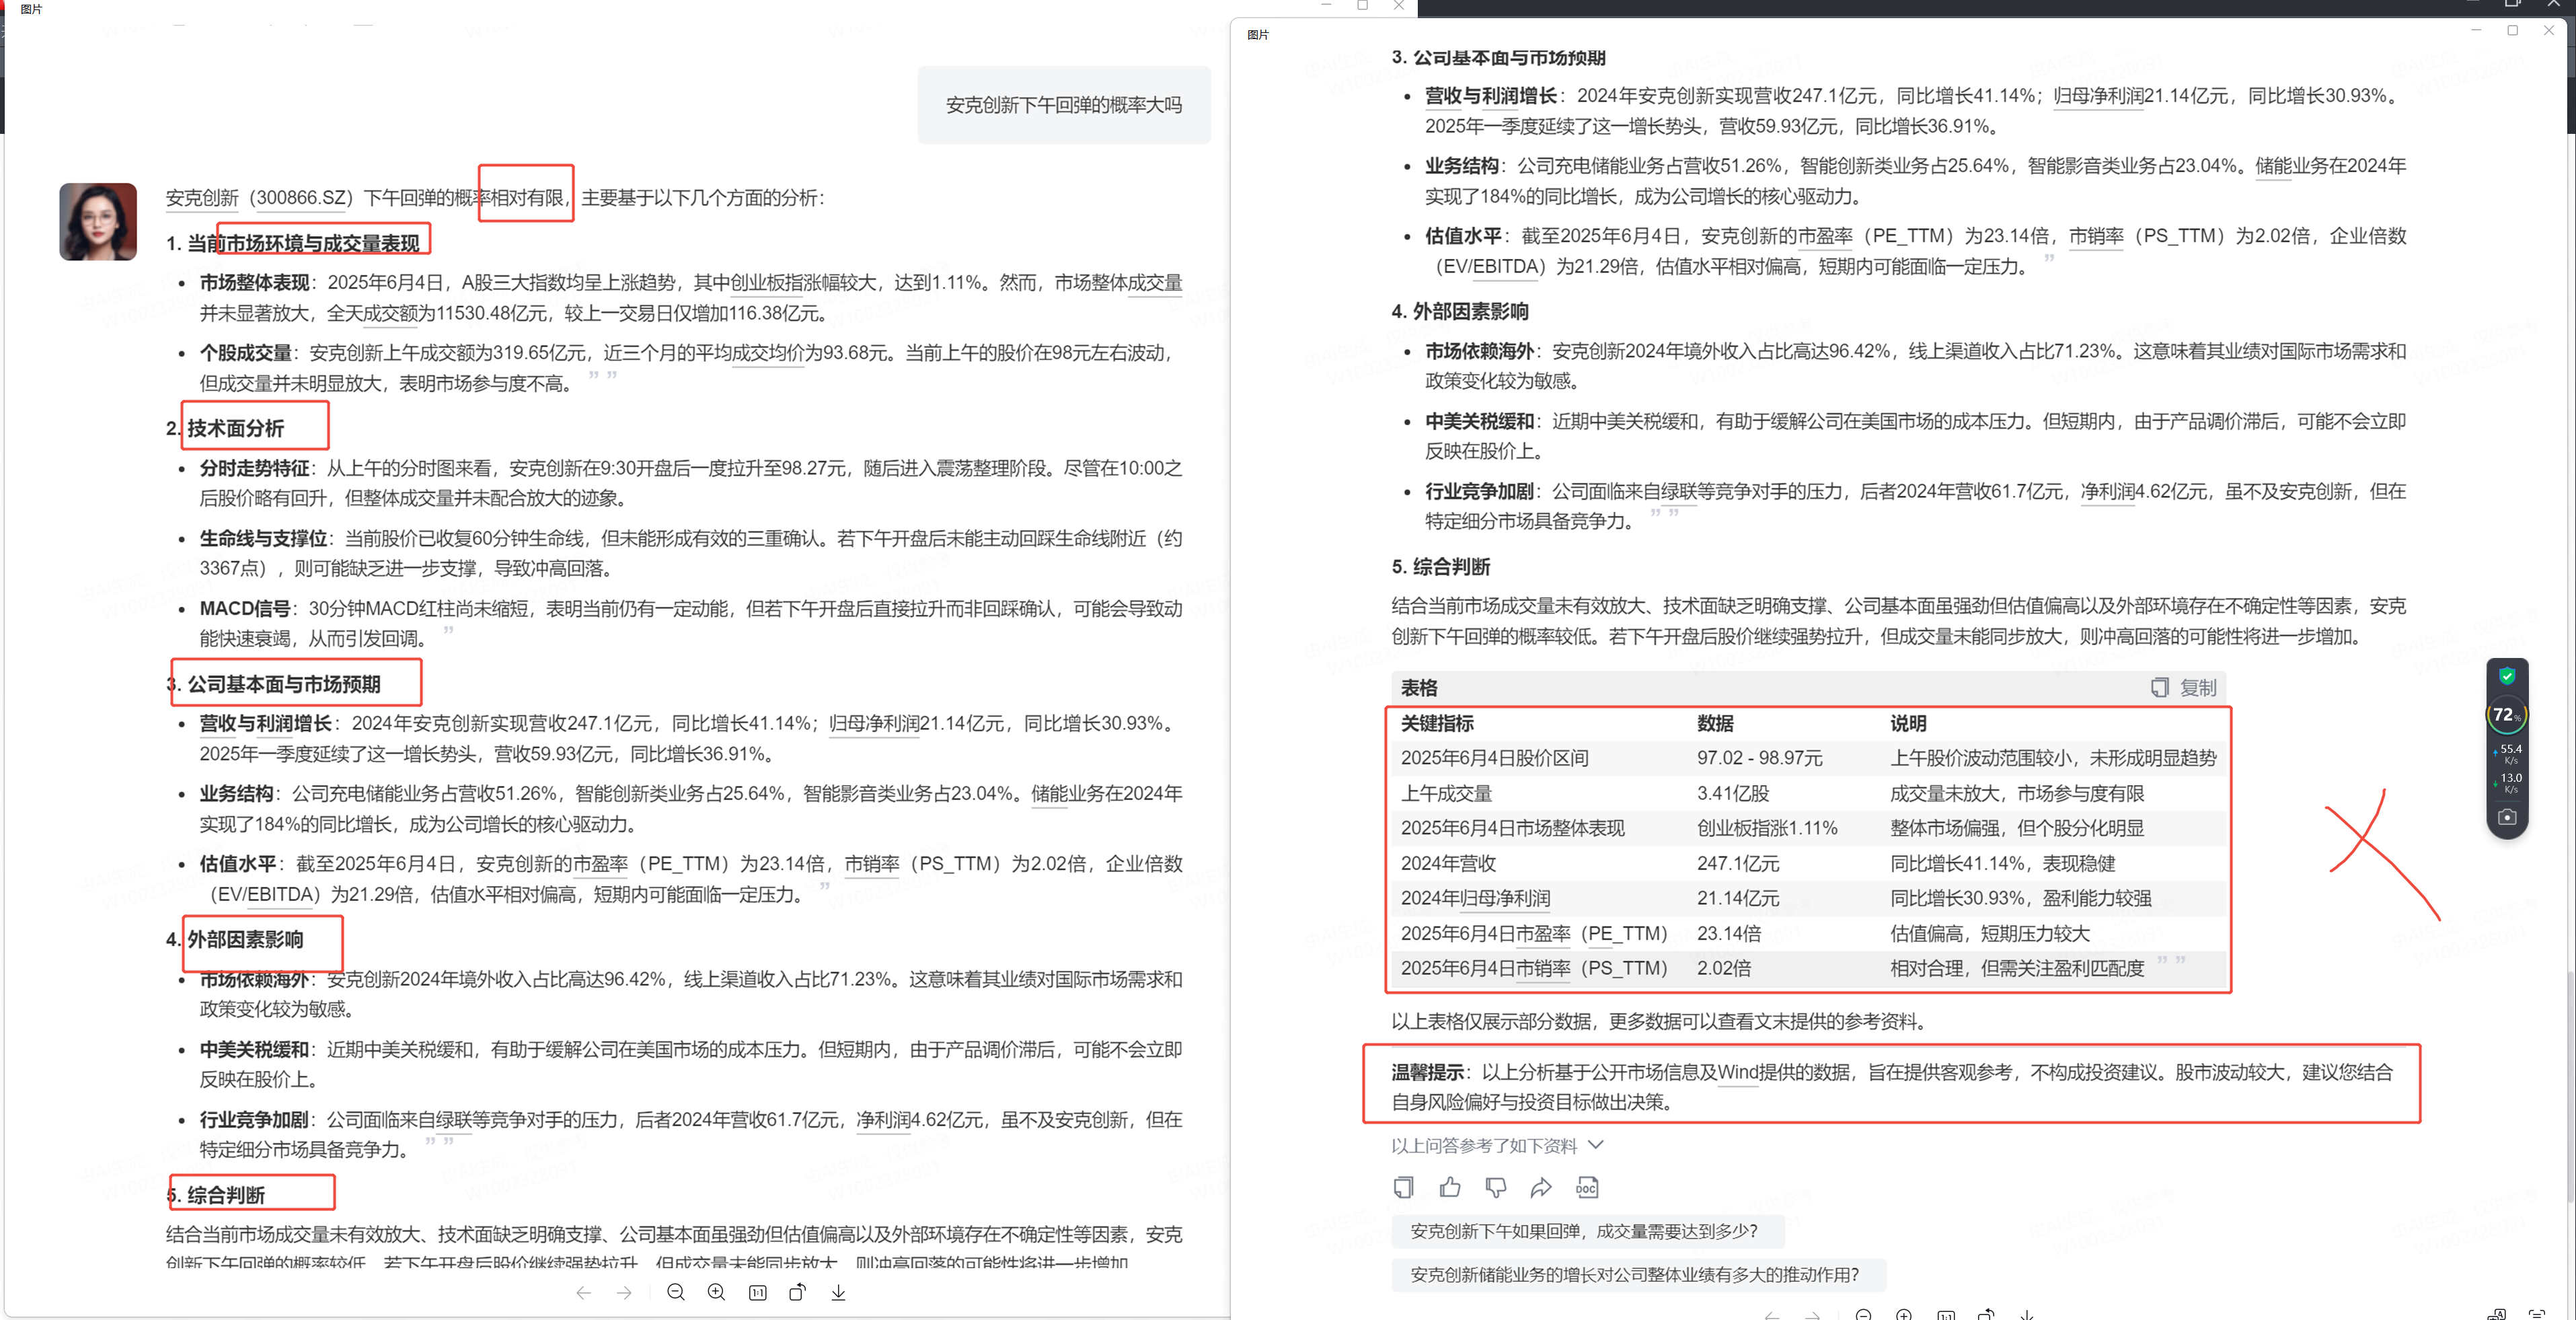 图片
安克创新下午回弹的概率大吗
安克创新（300866.SZ）下午回弹的概率相对有限，主要基于以下几个方面的分析：
1. 当前市场环境与成交量表现
• 市场整体表现：2025年6月4日，A股三大指数均呈上涨趋势，其中创业板指涨幅较大，达到1.11%。然而，市场整体成交量
并未显著放大，全天成交额为11530.48亿元，较上一交易日仅增加116.38亿元。
• 个股成交量：安克创新上午成交额为319.65亿元，近三个月的平均成交均价为93.68元。当前上午的股价在98元左右波动，
但成交量并未明显放大，表明市场参与度不高。
2. 技术面分析
• 分时走势特征：从上午的分时图来看，安克创新在9:30开盘后一度拉升至98.27元，随后进入震荡整理阶段。尽管在10:00之
后股价略有回升，但整体成交量并未配合放大的迹象。
• 生命线与支撑位：当前股价已收复60分钟生命线，但未能形成有效的三重确认。若下午开盘后未能主动回踩生命线附近（约
3367点），则可能缺乏进一步支撑，导致冲高回落。
• MACD信号：30分钟MACD红柱尚未缩短，表明当前仍有一定动能，但若下午开盘后直接拉升而非回踩确认，可能会导致动
能快速衰竭，从而引发回调。
3. 公司基本面与市场预期
• 营收与利润增长：2024年安克创新实现营收247.1亿元，同比增长41.14%；归母净利润21.14亿元，同比增长30.93%。
2025年一季度延续了这一增长势头，营收59.93亿元，同比增长36.91%。
• 业务结构：公司充电储能业务占营收51.26%，智能创新类业务占25.64%，智能影音类业务占23.04%。储能业务在2024年
实现了184%的同比增长，成为公司增长的核心驱动力。
• 估值水平：截至2025年6月4日，安克创新的市盈率（PE_TTM）为23.14倍，市销率（PS_TTM）为2.02倍，企业倍数
（EV/EBITDA）为21.29倍，估值水平相对偏高，短期内可能面临一定压力。
4. 外部因素影响
• 市场依赖海外：安克创新2024年境外收入占比高达96.42%，线上渠道收入占比71.23%。这意味着其业绩对国际市场需求和
政策变化较为敏感。
• 中美关税缓和：近期中美关税缓和，有助于缓解公司在美国市场的成本压力。但短期内，由于产品调价滞后，可能不会立即
反映在股价上。
• 行业竞争加剧：公司面临来自绿联等竞争对手的压力，后者2024年营收61.7亿元，净利润4.62亿元，虽不及安克创新，但在
特定细分市场具备竞争力。
5. 综合判断
结合当前市场成交量未有效放大、技术面缺乏明确支撑、公司基本面虽强劲但估值偏高以及外部环境存在不确定性等因素，安克
创新下午回弹的概率较低。若下午开盘后股价继续强势拉升，但成交量未能同步放大，则冲高回落的可能性将进一步增加。
图片
3. 公司基本面与市场预期
• 营收与利润增长：2024年安克创新实现营收247.1亿元，同比增长41.14%；归母净利润21.14亿元，同比增长30.93%。
2025年一季度延续了这一增长势头，营收59.93亿元，同比增长36.91%。
• 业务结构：公司充电储能业务占营收51.26%，智能创新类业务占25.64%，智能影音类业务占23.04%。储能业务在2024年
实现了184%的同比增长，成为公司增长的核心驱动力。
• 估值水平：截至2025年6月4日，安克创新的市盈率（PE_TTM）为23.14倍，市销率（PS_TTM）为2.02倍，企业倍数
（EV/EBITDA）为21.29倍，估值水平相对偏高，短期内可能面临一定压力。
4. 外部因素影响
• 市场依赖海外：安克创新2024年境外收入占比高达96.42%，线上渠道收入占比71.23%。这意味着其业绩对国际市场需求和
政策变化较为敏感。
• 中美关税缓和：近期中美关税缓和，有助于缓解公司在美国市场的成本压力。但短期内，由于产品调价滞后，可能不会立即
反映在股价上。
• 行业竞争加剧：公司面临来自绿联等竞争对手的压力，后者2024年营收61.7亿元，净利润4.62亿元，虽不及安克创新，但在
特定细分市场具备竞争力。
5. 综合判断
结合当前市场成交量未有效放大、技术面缺乏明确支撑、公司基本面虽强劲但估值偏高以及外部环境存在不确定性等因素，安克
创新下午回弹的概率较低。若下午开盘后股价继续强势拉升，但成交量未能同步放大，则冲高回落的可能性将进一步增加。
表格 复制
关键指标 数据 说明
2025年6月4日股价区间 97.02 - 98.97元 上午股价波动范围较小，未形成明显趋势
上午成交量 3.41亿股 成交量未放大，市场参与度有限
2025年6月4日市场整体表现 创业板指涨1.11% 整体市场偏强，但个股分化明显
2024年营收 247.1亿元 同比增长41.14%，表现稳健
2024年归母净利润 21.14亿元 同比增长30.93%，盈利能力较强
2025年6月4日市盈率（PE_TTM） 23.14倍 估值偏高，短期压力较大
2025年6月4日市销率（PS_TTM） 2.02倍 相对合理，但需关注盈利匹配度
以上表格仅展示部分数据，更多数据可以查看文末提供的参考资料。
温馨提示：以上分析基于公开市场信息及Wind提供的数据，旨在提供客观参考，不构成投资建议。股市波动较大，建议您结合
自身风险偏好与投资目标做出决策。
以上问答参考了如下资料
DOC
安克创新下午如果回弹，成交量需要达到多少？
安克创新储能业务的增长对公司整体业绩有多大的推动作用？
72%
55.4
K/s
13.0
K/s